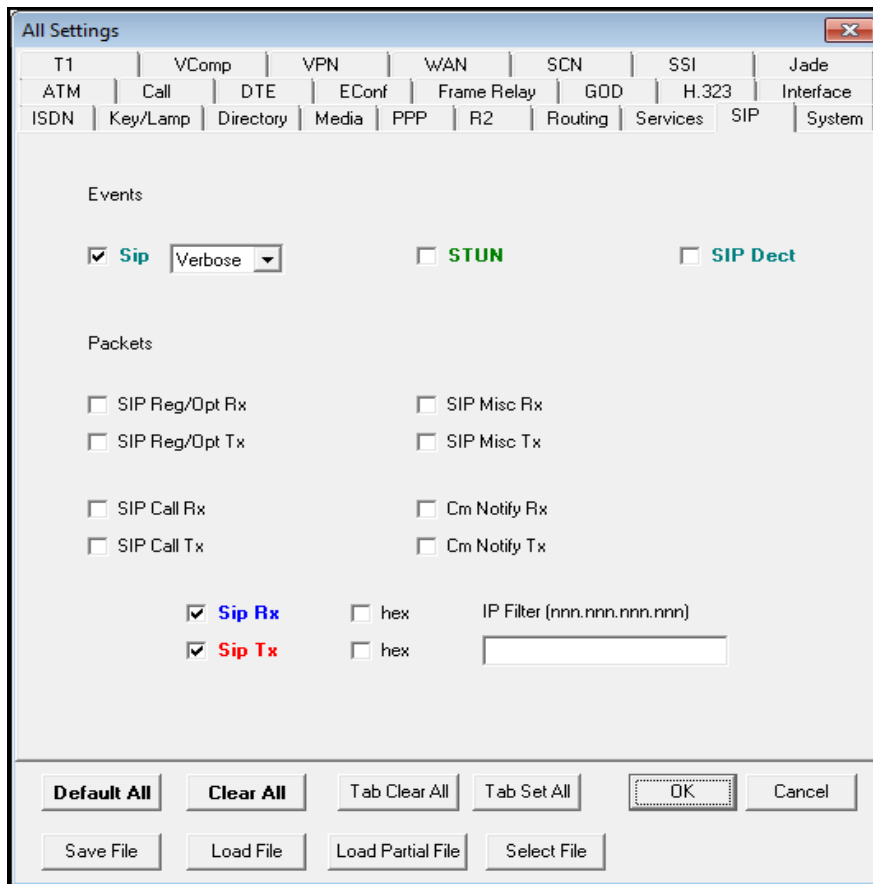 All Settings
T1 VComp VPN WAN SCN SSI Jade
ATM Call DTE EConf Frame Relay GOD H.323 Interface
ISDN Key/Lamp Directory Media PPP R2 Routing Services SIP System
Events
Sip Verbose STUN SIP Dect
Packets
SIP Reg/Opt Rx SIP Misc Rx
SIP Reg/Opt Tx SIP Misc Tx
SIP Call Rx Cm Notify Rx
SIP Call Tx Cm Notify Tx
Sip Rx hex IP Filter (nnn.nnn.nnn.nnn)
Sip Tx hex
Default All Clear All Tab Clear All Tab Set All OK Cancel
Save File Load File Load Partial File Select File